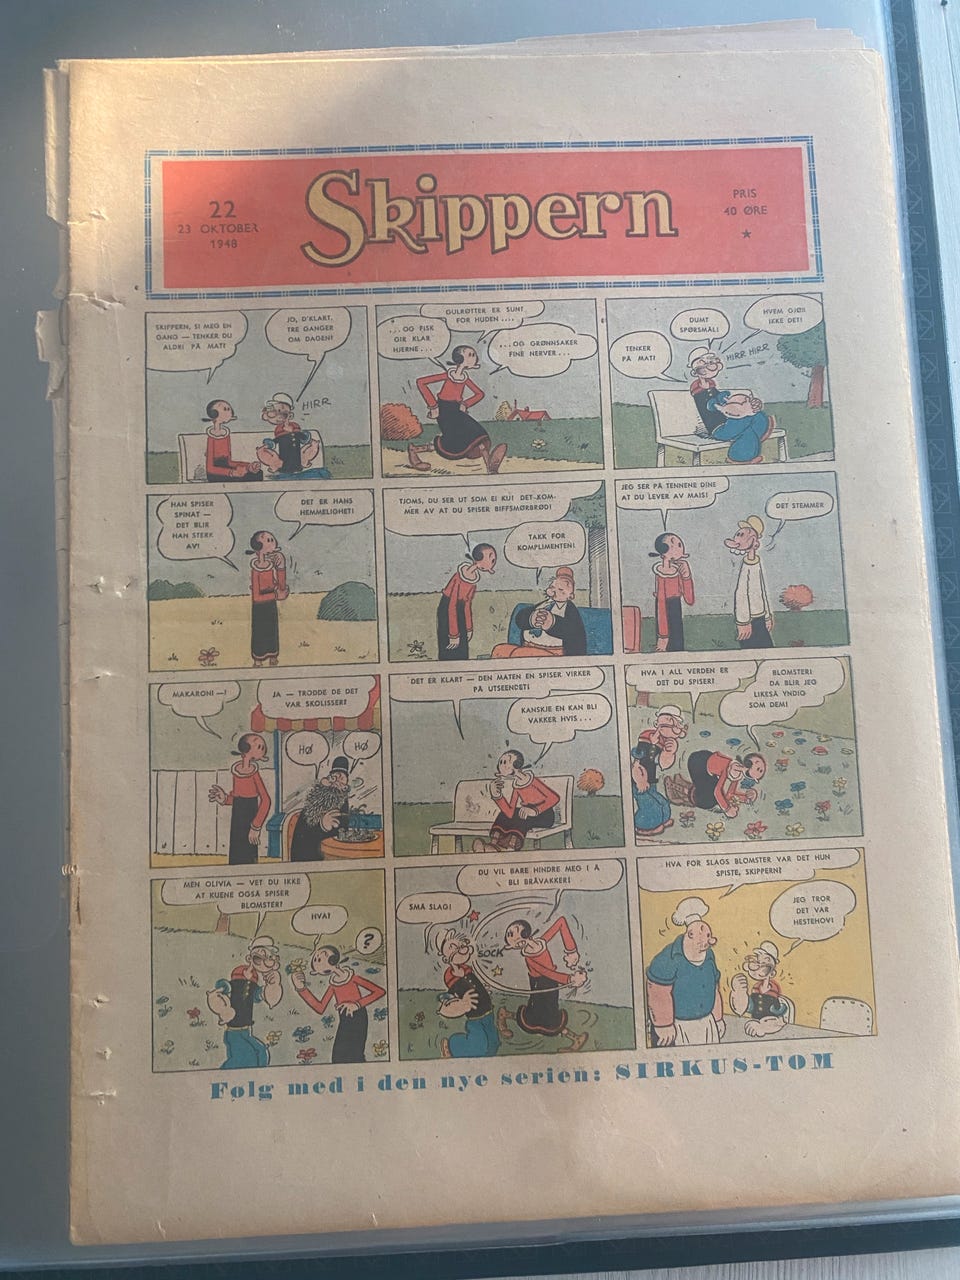 22
23 OKTOBER
1948
Skippern
PRIS
40 ØRE
SKIPPERN, SI MEG EN
GANG — TENKER DU
ALDRI PÅ MAT?
JO, D'KLART,
TRE GANGER
OM DAGEN!
HIRR
GULRØTTER ER SUNT
FOR HUDEN ....
...OG FISK
GIR KLAR
HJERNE...
...OG GRØNNSAKER
FINE NERVER...
TENKER
PÅ MAT!
DUMT
SPØRSMÅL!
HVEM GJØR
IKKE DET!
HIRR HIRR
HAN SPISER
SPINAT —
DET BLIR
HAN STERK
AV!
DET ER HANS
HEMMELIGHET!
TJOMS, DU SER UT SOM EI KU! DET KOM-
MER AV AT DU SPISER BIFFSMØRBRØD!
TAKK FOR
KOMPLIMENTEN!
JEG SER PÅ TENNENE DINE
AT DU LEVER AV MAIS!
DET STEMMER
MAKARONI —!
JA — TRODDE DE DET
VAR SKOLISSER?
HØ
HØ
DET ER KLART — DEN MATEN EN SPISER VIRKER
PÅ UTSEENDET!
KANSKJE EN KAN BLI
VAKKER HVIS...
HVA I ALL VERDEN ER
DET DU SPISER?
BLOMSTER!
DA BLIR JEG
LIKESÅ YNDIG
SOM DEM!
MEN OLIVIA — VET DU IKKE
AT KUENE OGSÅ SPISER
BLOMSTER?
HVA?
?
DU VIL BARE HINDRE MEG I Å
BLI BRÅVAKKER!
SMÅ SLAG!
SOCK
HVA FOR SLAGS BLOMSTER VAR DET HUN
SPISTE, SKIPPERN?
JEG TROR
DET VAR
HESTEHOV!
Følg med i den nye serien: SIRKUS-TOM